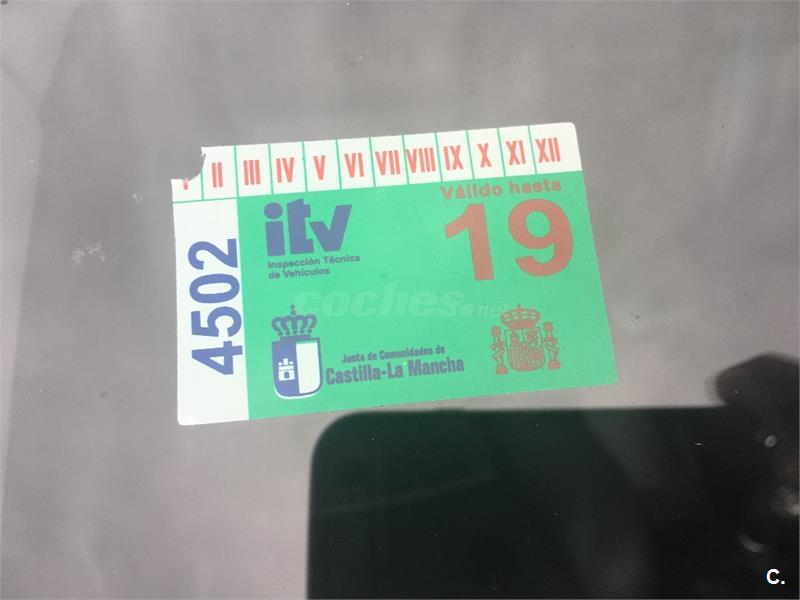 I II III IV V VI VII VIII IX X XI XII
Válido hasta
19
itv
Inspección Técnica
de Vehículos
4502
coches.net
Junta de Comunidades de
Castilla-La Mancha
C.